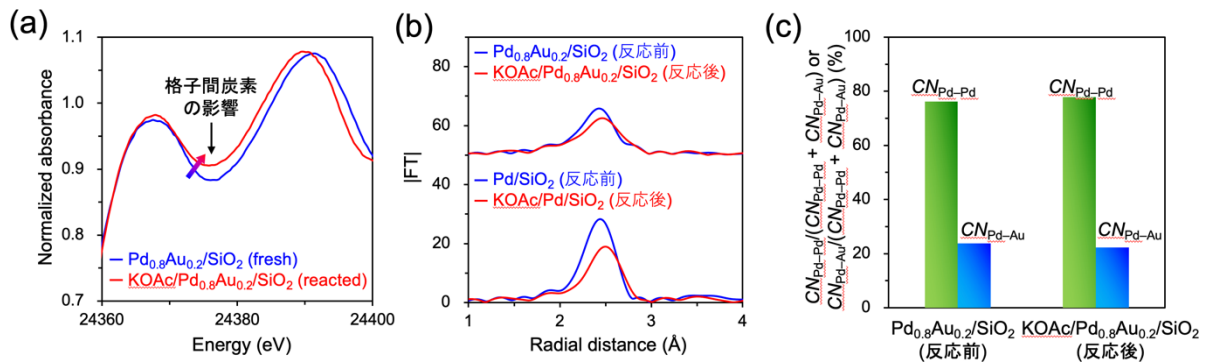 (a)
1.1
1.0
0.9
0.8
0.7
Normalized absorbance
格子間炭素
の影響
Pd0.8Au0.2/SiO2 (fresh)
KOAc/Pd0.8Au0.2/SiO2 (reacted)
24360
24380
24400
Energy (eV)
(b)
80
60
40
20
0
|FT|
Pd0.8Au0.2/SiO2 (反応前)
KOAc/Pd0.8Au0.2/SiO2 (反応後)
Pd/SiO2 (反応前)
KOAc/Pd/SiO2 (反応後)
1
2
3
4
Radial distance (Å)
(c)
CNPd–Pd/(CNPd–Pd + CNPd–Au) or
CNPd–Au/(CNPd–Pd + CNPd–Au) (%)
100
80
60
40
20
0
CNPd–Pd
CNPd–Au
CNPd–Pd
CNPd–Au
Pd0.8Au0.2/SiO2
(反応前)
KOAc/Pd0.8Au0.2/SiO2
(反応後)